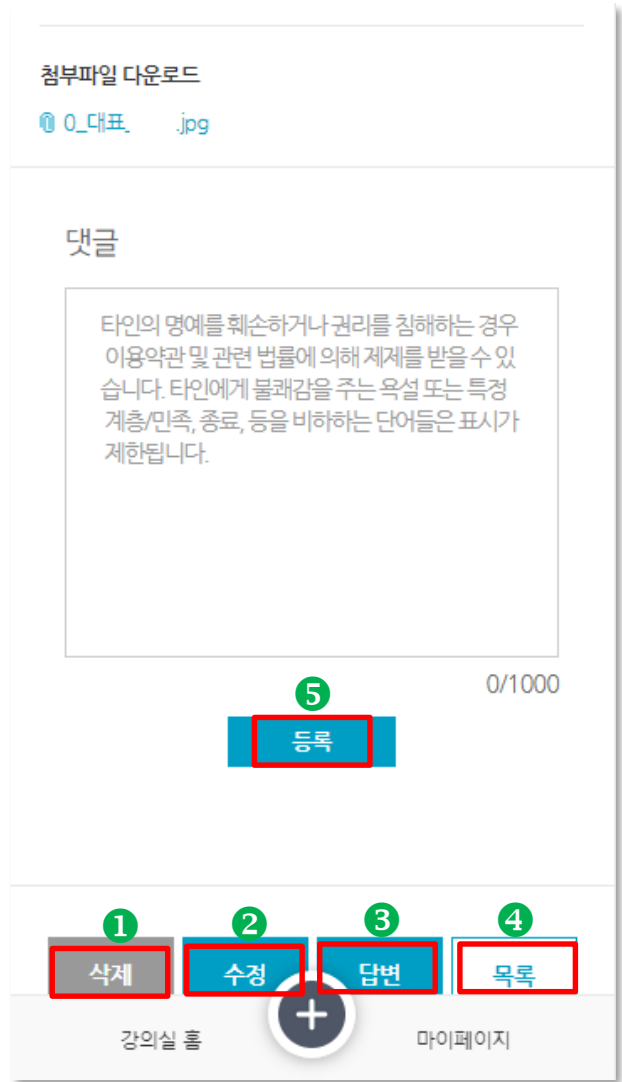 첨부파일 다운로드
0_대표_ .jpg
댓글
타인의 명예를 훼손하거나 권리를 침해하는 경우
이용약관 및 관련 법률에 의해 제제를 받을 수 있
습니다. 타인에게 불쾌감을 주는 욕설 또는 특정
계층/민족, 종료, 등을 비하하는 단어들은 표시가
제한됩니다.
0/1000
5
등록
1 2 3 4
삭제 수정 답변 목록
+
강의실 홈 마이페이지